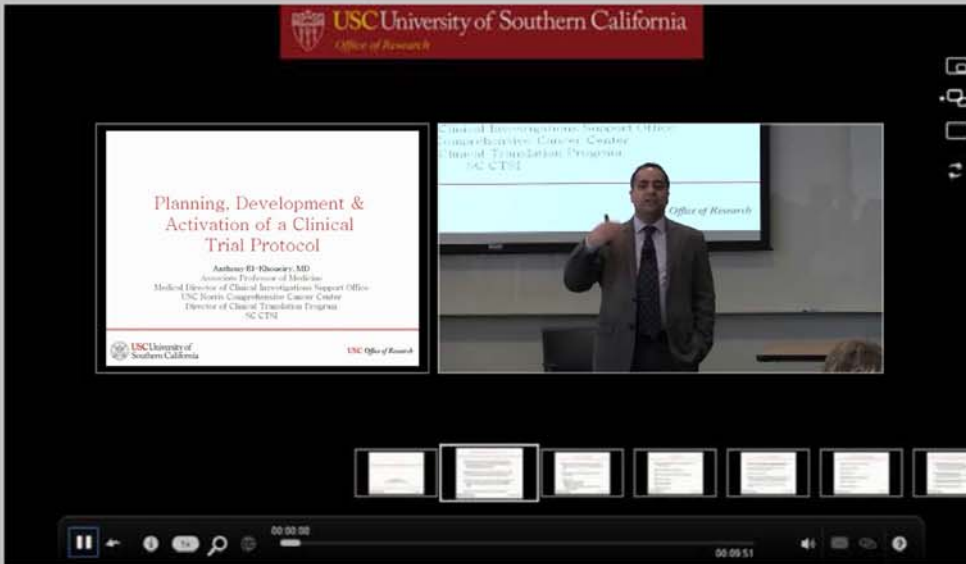 USC University of Southern California
Office of Research
Planning, Development &
Activation of a Clinical
Trial Protocol
Anthony El-Khoueiry, MD
Associate Professor of Medicine
Medical Director of Clinical Investigations Support Office
USC Norris Comprehensive Cancer Center
Director of Clinical Translation Program
SC CTSI
USC University of
Southern California
USC Office of Research
Clinical Investigations Support Office
Comprehensive Cancer Center
Clinical Translation Program
SC CTSI
Office of Research
00:00:00
00:09:51